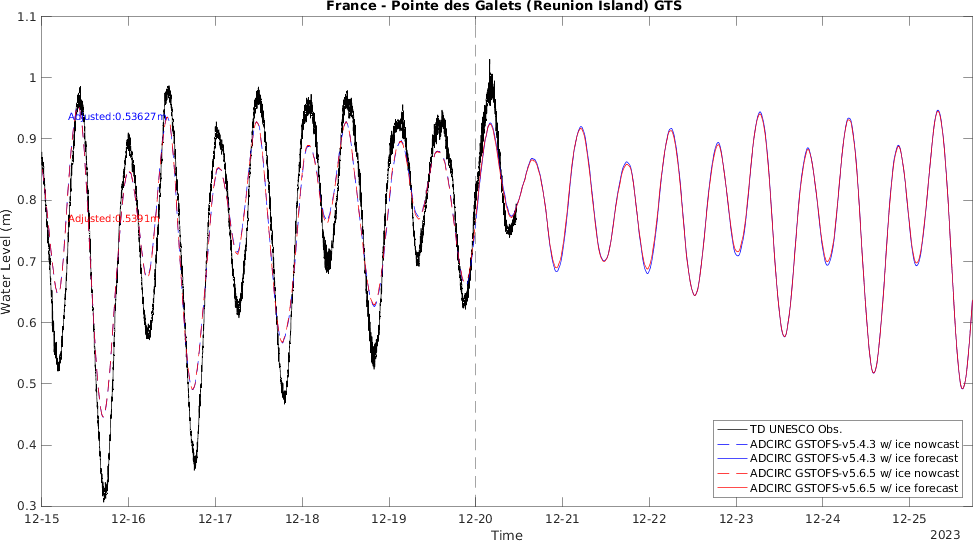 France - Pointe des Galets (Reunion Island) GTS
1.1
1
0.9
0.8
0.7
0.6
0.5
0.4
0.3
Water Level (m)
Adjusted:0.53627m
Adjusted:0.5391m
TD UNESCO Obs.
ADCIRC GSTOFS-v5.4.3 w/ ice nowcast
ADCIRC GSTOFS-v5.4.3 w/ ice forecast
ADCIRC GSTOFS-v5.6.5 w/ ice nowcast
ADCIRC GSTOFS-v5.6.5 w/ ice forecast
12-15 12-16 12-17 12-18 12-19 12-20 12-21 12-22 12-23 12-24 12-25
Time
2023